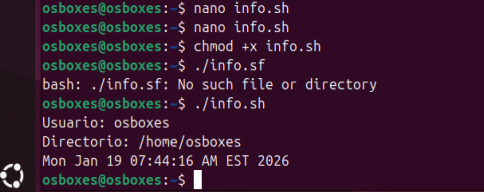 osboxes@osboxes:~$ nano info.sh
osboxes@osboxes:~$ nano info.sh
osboxes@osboxes:~$ chmod +x info.sh
osboxes@osboxes:~$ ./info.sf
bash: ./info.sf: No such file or directory
osboxes@osboxes:~$ ./info.sh
Usuario: osboxes
Directorio: /home/osboxes
Mon Jan 19 07:44:16 AM EST 2026
osboxes@osboxes:~$